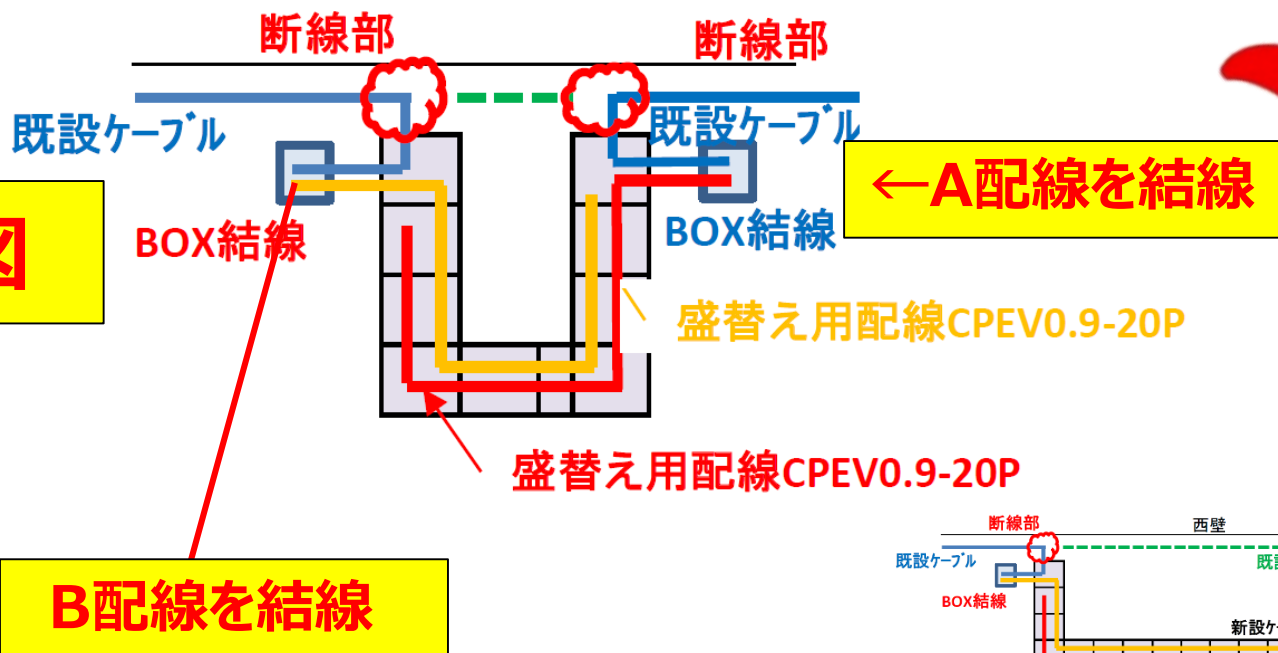 断線部
断線部
既設ケーブル
既設ケーブル
←A配線を結線
図
BOX結線
BOX結線
盛替え用配線CPEV0.9-20P
盛替え用配線CPEV0.9-20P
B配線を結線
断線部
西壁
既設ケーブル
既
BOX結線
新設ケ